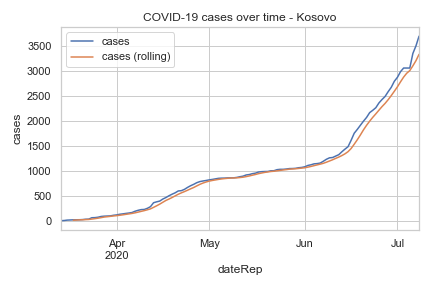 COVID-19 cases over time - Kosovo
cases
cases (rolling)
3500
3000
2500
2000
1500
1000
500
0
cases
Apr
2020
May
Jun
Jul
dateRep